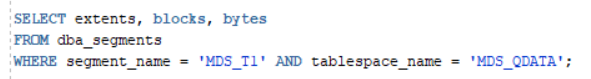 SELECT extents, blocks, bytes
FROM dba_segments
WHERE segment_name = 'MDS_T1' AND tablespace_name = 'MDS_QDATA';